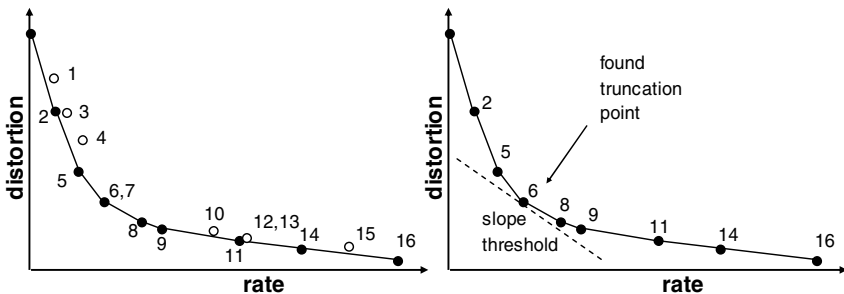 1
2
3
4
5
6,7
8
9
10
11
12,13
14
15
16
distortion
rate
found
truncation
point
2
5
6
8
9
11
14
16
slope
threshold
distortion
rate